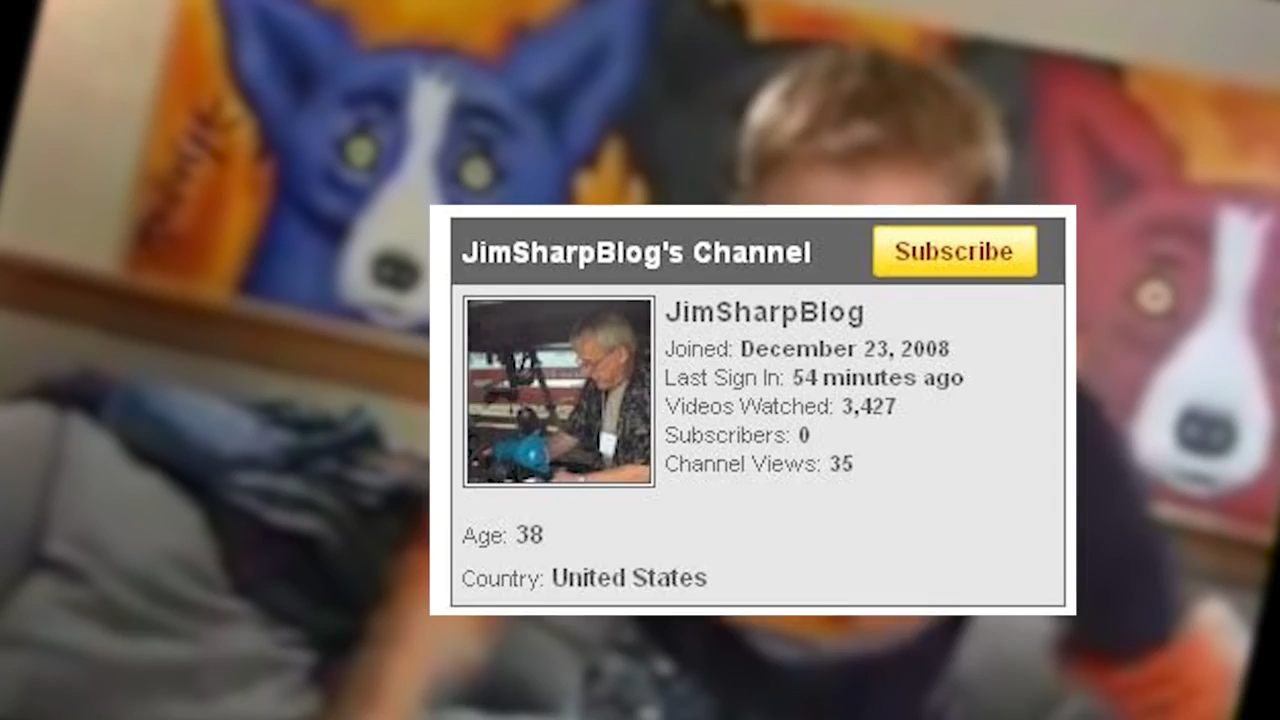 JimSharpBlog's Channel
Subscribe
JimSharpBlog
Joined: December 23, 2008
Last Sign In: 54 minutes ago
Videos Watched: 3,427
Subscribers: 0
Channel Views: 35
Age: 38
Country: United States